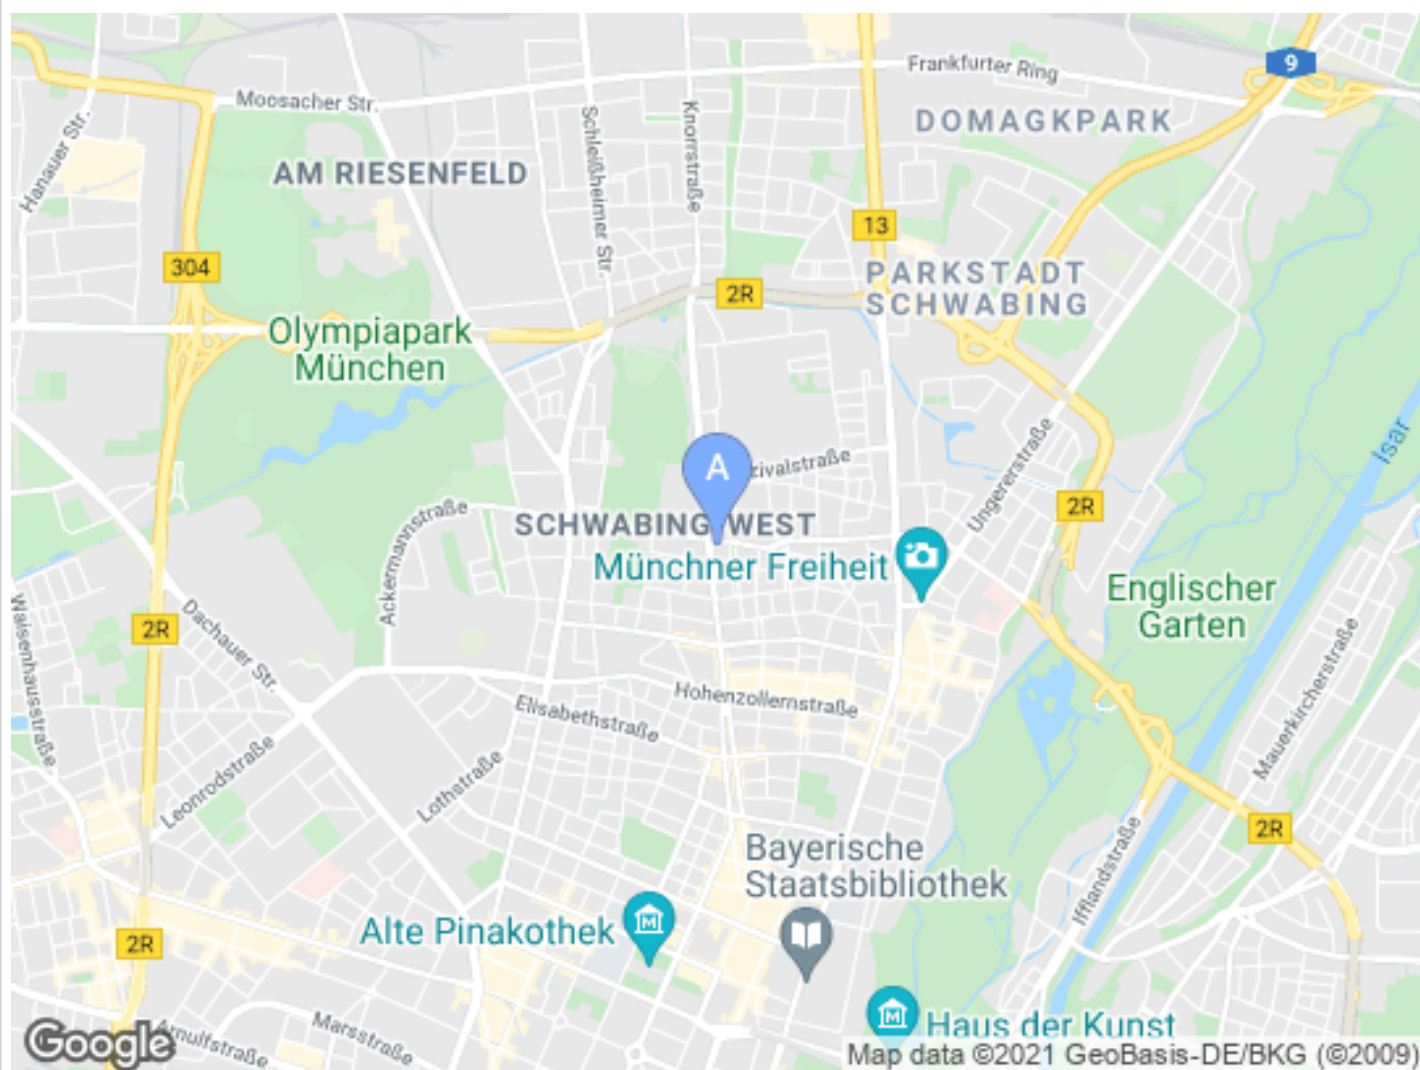 9
Frankfurter Ring
Moosacher Str.
DOMAGKPARK
Hanauer Str.
Schleißheimer Str.
Knorrstraße
AM RIESENFELD
13
304
PARKSTADT
SCHWABING
2R
Olympiapark
München
Isar
A
zivalstraße
Ungererstraße
2R
Ackermannstraße
SCHWABING-WEST
Münchner Freiheit
Englischer
Garten
Waisenhausstraße
Dachauer Str.
2R
Mauerkircherstraße
Hohenzollernstraße
Elisabethstraße
Leonrodstraße
Lothstraße
2R
Bayerische
Staatsbibliothek
Ifflandstraße
Alte Pinakothek
M
2R
M
Haus der Kunst
Google
Arnulfstraße
Marsstraße
Map data ©2021 GeoBasis-DE/BKG (©2009)